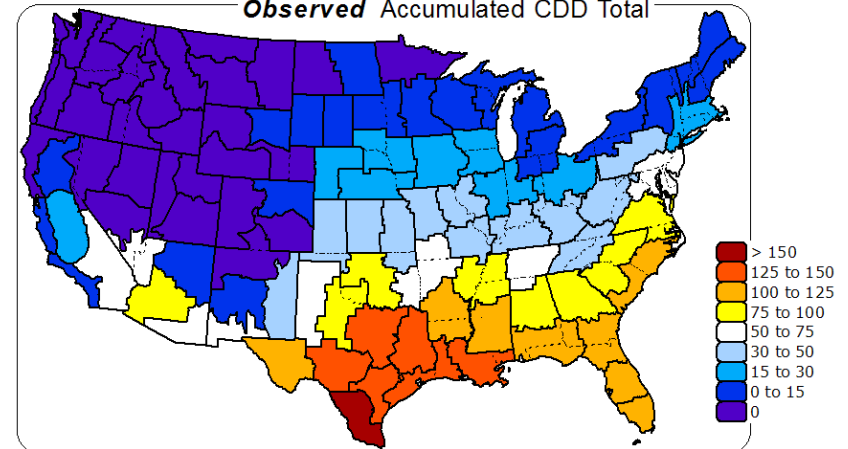 Observed Accumulated CDD Total
> 150
125 to 150
100 to 125
75 to 100
50 to 75
30 to 50
15 to 30
0 to 15
0